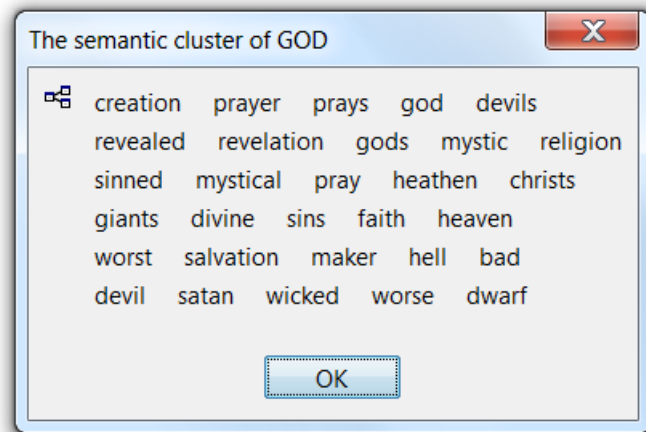 The semantic cluster of GOD
creation prayer prays god devils
revealed revelation gods mystic religion
sinned mystical pray heathen christs
giants divine sins faith heaven
worst salvation maker hell bad
devil satan wicked worse dwarf
OK